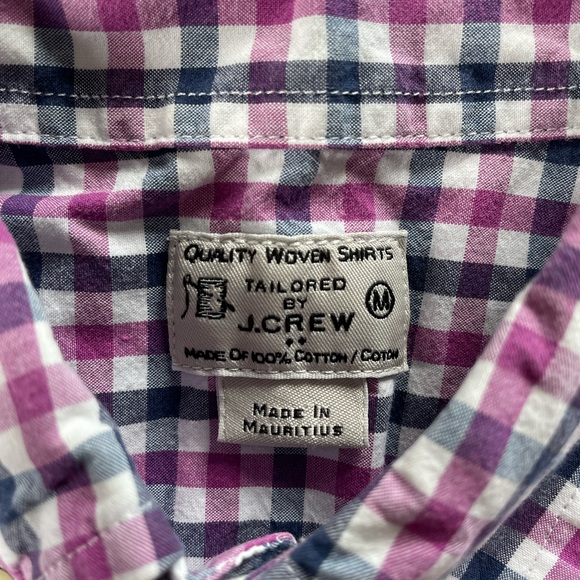 QUALITY WOVEN SHIRTS
TAILORED
BY
M
J.CREW
MADE OF 100% COTTON / COTON
MADE IN
MAURITIUS